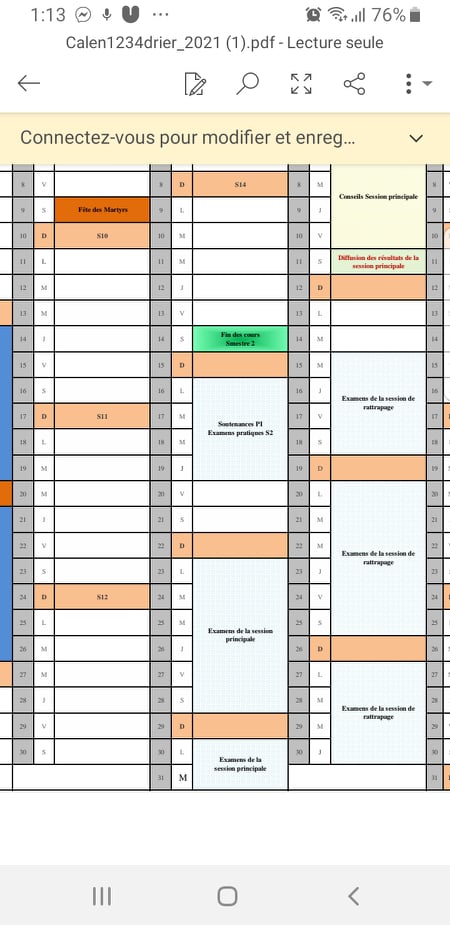 1:13 76%
Calen1234drier_2021 (1).pdf - Lecture seule
Connectez-vous pour modifier et enreg...
8 V 8 D S14 8 M Conseils Session principale 8
9 S Fête des Martyrs 9 L 9 J 9
10 D S10 10 M 10 V 10
11 L 11 M 11 S Diffusion des résultats de la session principale 11
12 M 12 J 12 D 12
13 M 13 V 13 L 13
14 J 14 S Fin des cours Smestre 2 14 M 14
15 V 15 D 15 M 15
16 S 16 L 16 J Examens de la session de rattrapage 16
17 D S11 17 M Soutenances PI Examens pratiques S2 17 V 17
18 L 18 M 18 S 18
19 M 19 J 19 D 19
20 M 20 V 20 L 20
21 J 21 S 21 M 21
22 V 22 D 22 M Examens de la session de rattrapage 22
23 S 23 L 23 J 23
24 D S12 24 M 24 V 24
25 L 25 M Examens de la session principale 25 S 25
26 M 26 J 26 D 26
27 M 27 V 27 L 27
28 J 28 S 28 M Examens de la session de rattrapage 28
29 V 29 D 29 M 29
30 S 30 L Examens de la session principale 30 J 30
31 M 31